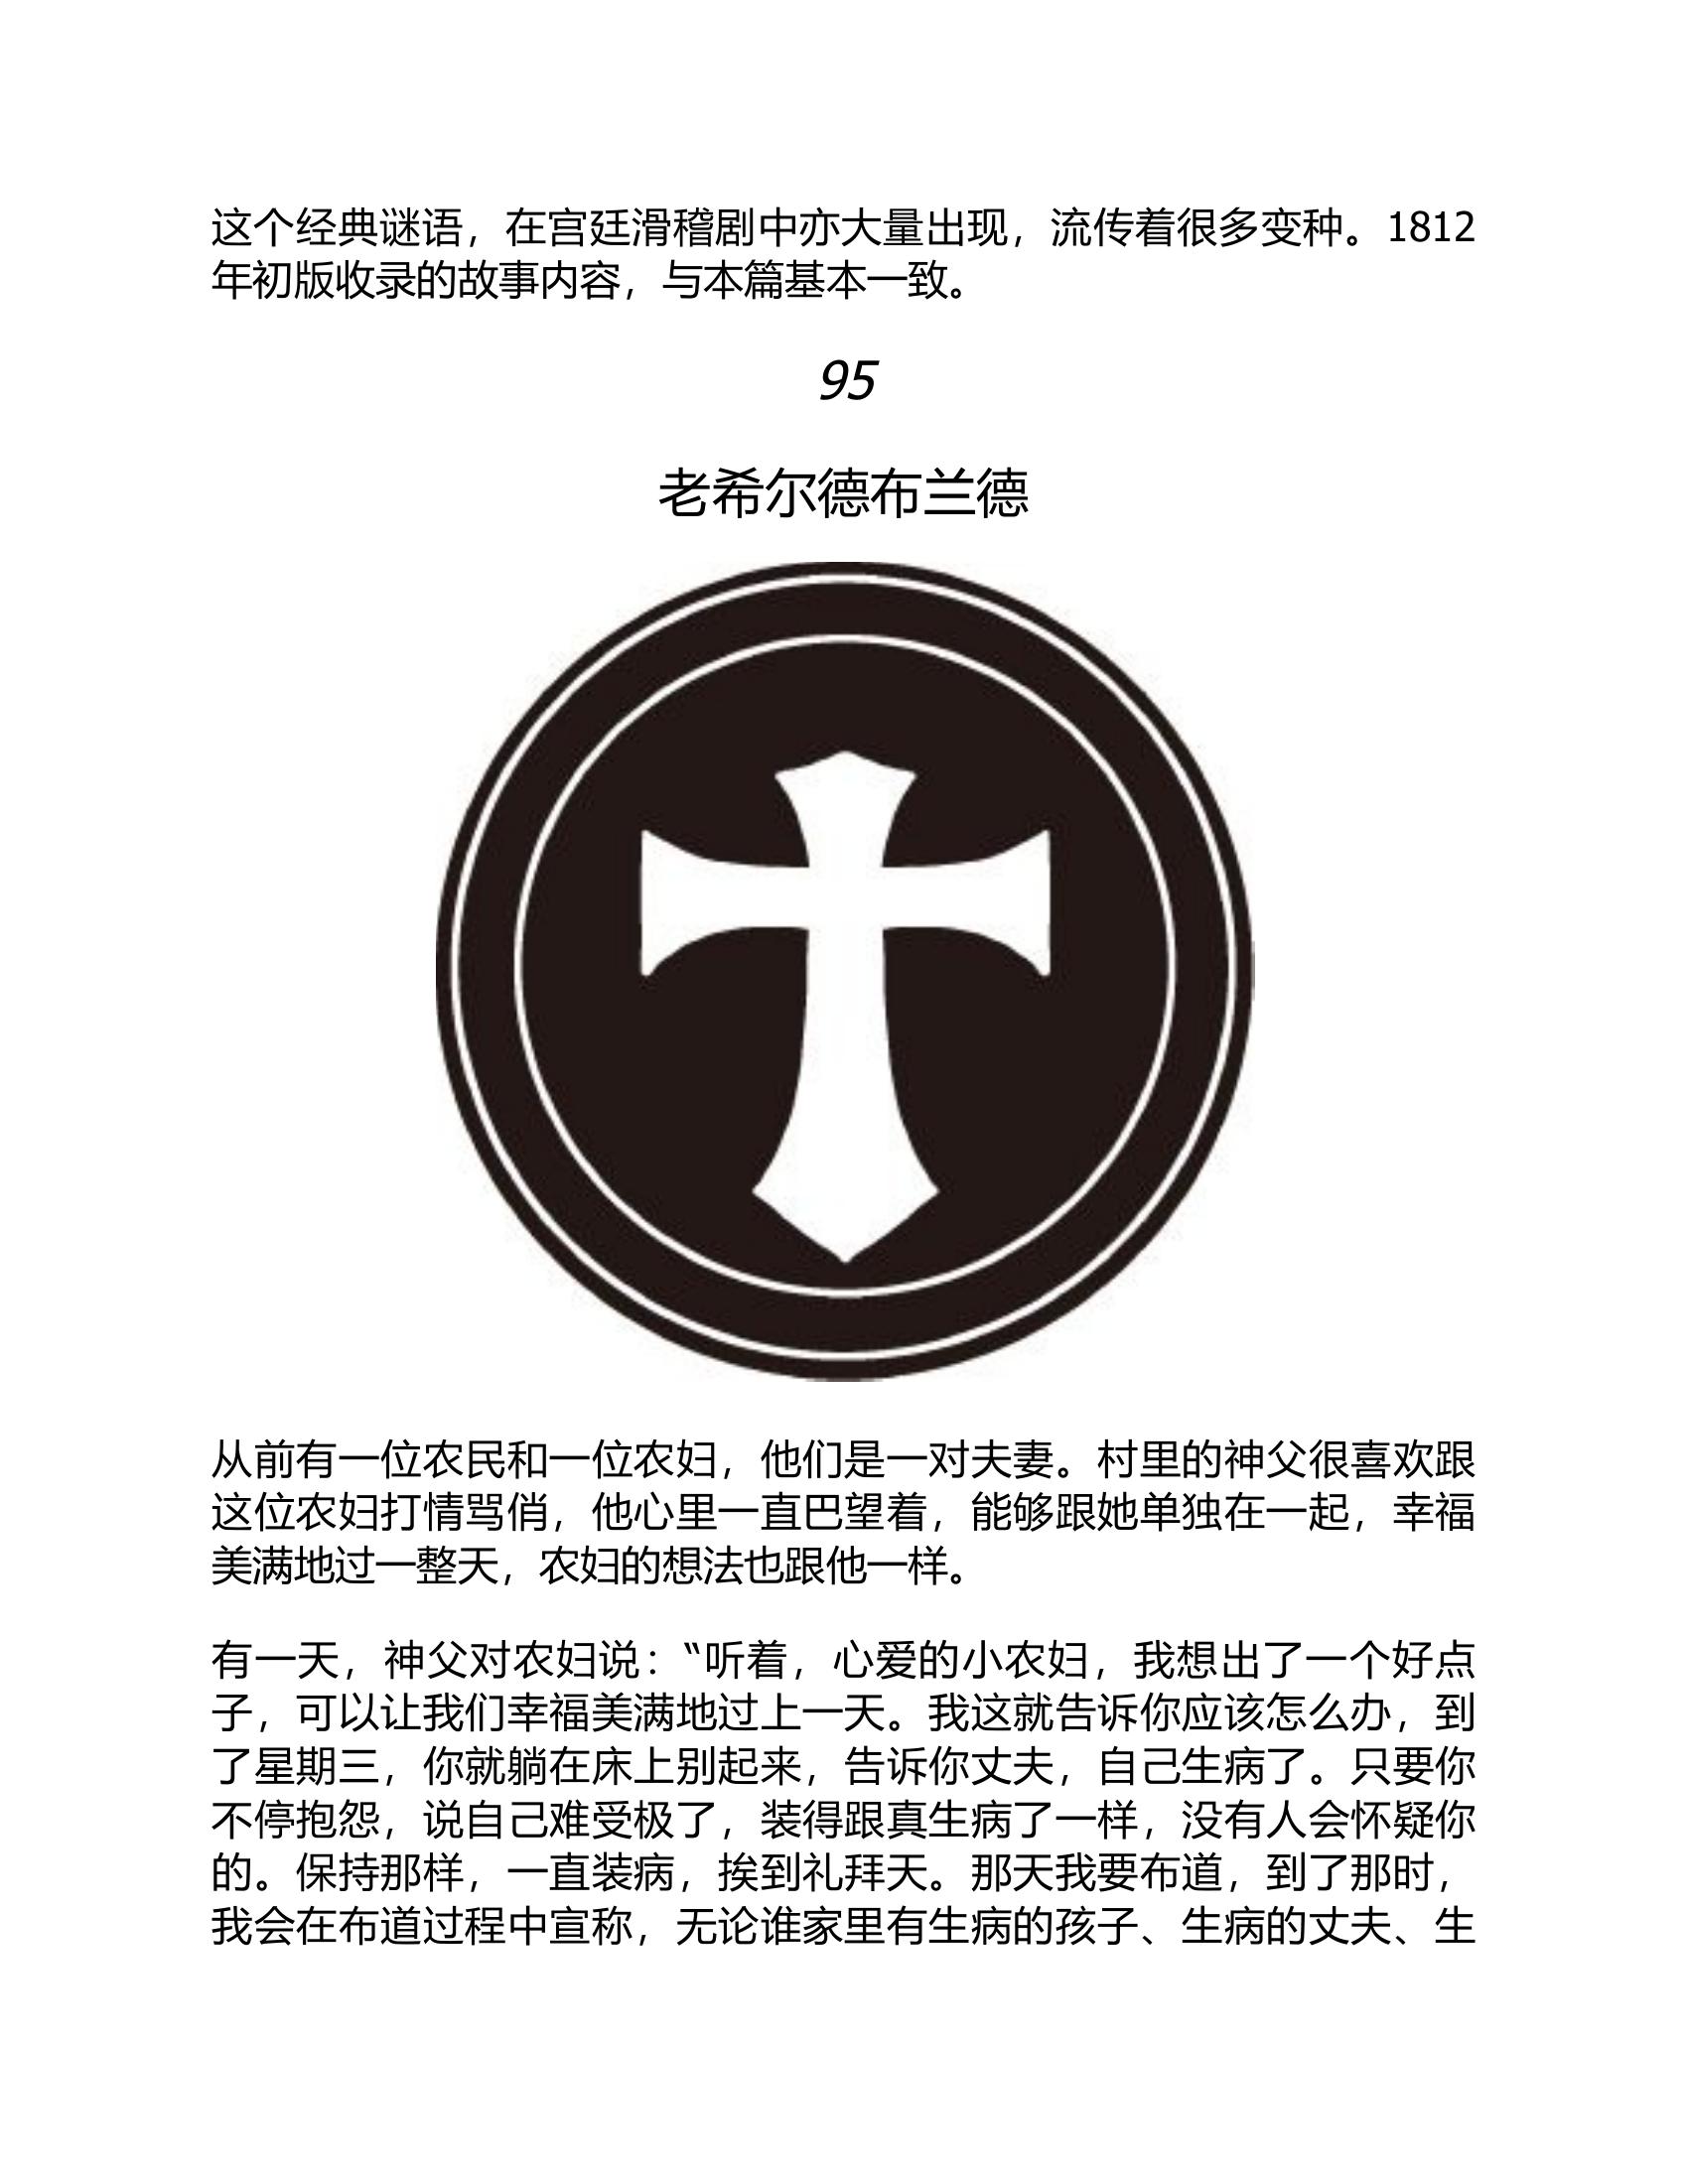 这个经典谜语，在宫廷滑稽剧中亦大量出现，流传着很多变种。1812
年初版收录的故事内容，与本篇基本一致。
95
老希尔德布兰德
从前有一位农民和一位农妇，他们是一对夫妻。村里的神父很喜欢跟
这位农妇打情骂俏，他心里一直巴望着，能够跟她单独在一起，幸福
美满地过一整天，农妇的想法也跟他一样。
有一天，神父对农妇说：“听着，心爱的小农妇，我想出了一个好点
子，可以让我们幸福美满地过上一天。我这就告诉你应该怎么办，到
了星期三，你就躺在床上别起来，告诉你丈夫，自己生病了。只要你
不停抱怨，说自己难受极了，装得跟真生病了一样，没有人会怀疑你
的。保持那样，一直装病，挨到礼拜天。那天我要布道，到了那时，
我会在布道过程中宣称，无论谁家里有生病的孩子、生病的丈夫、生